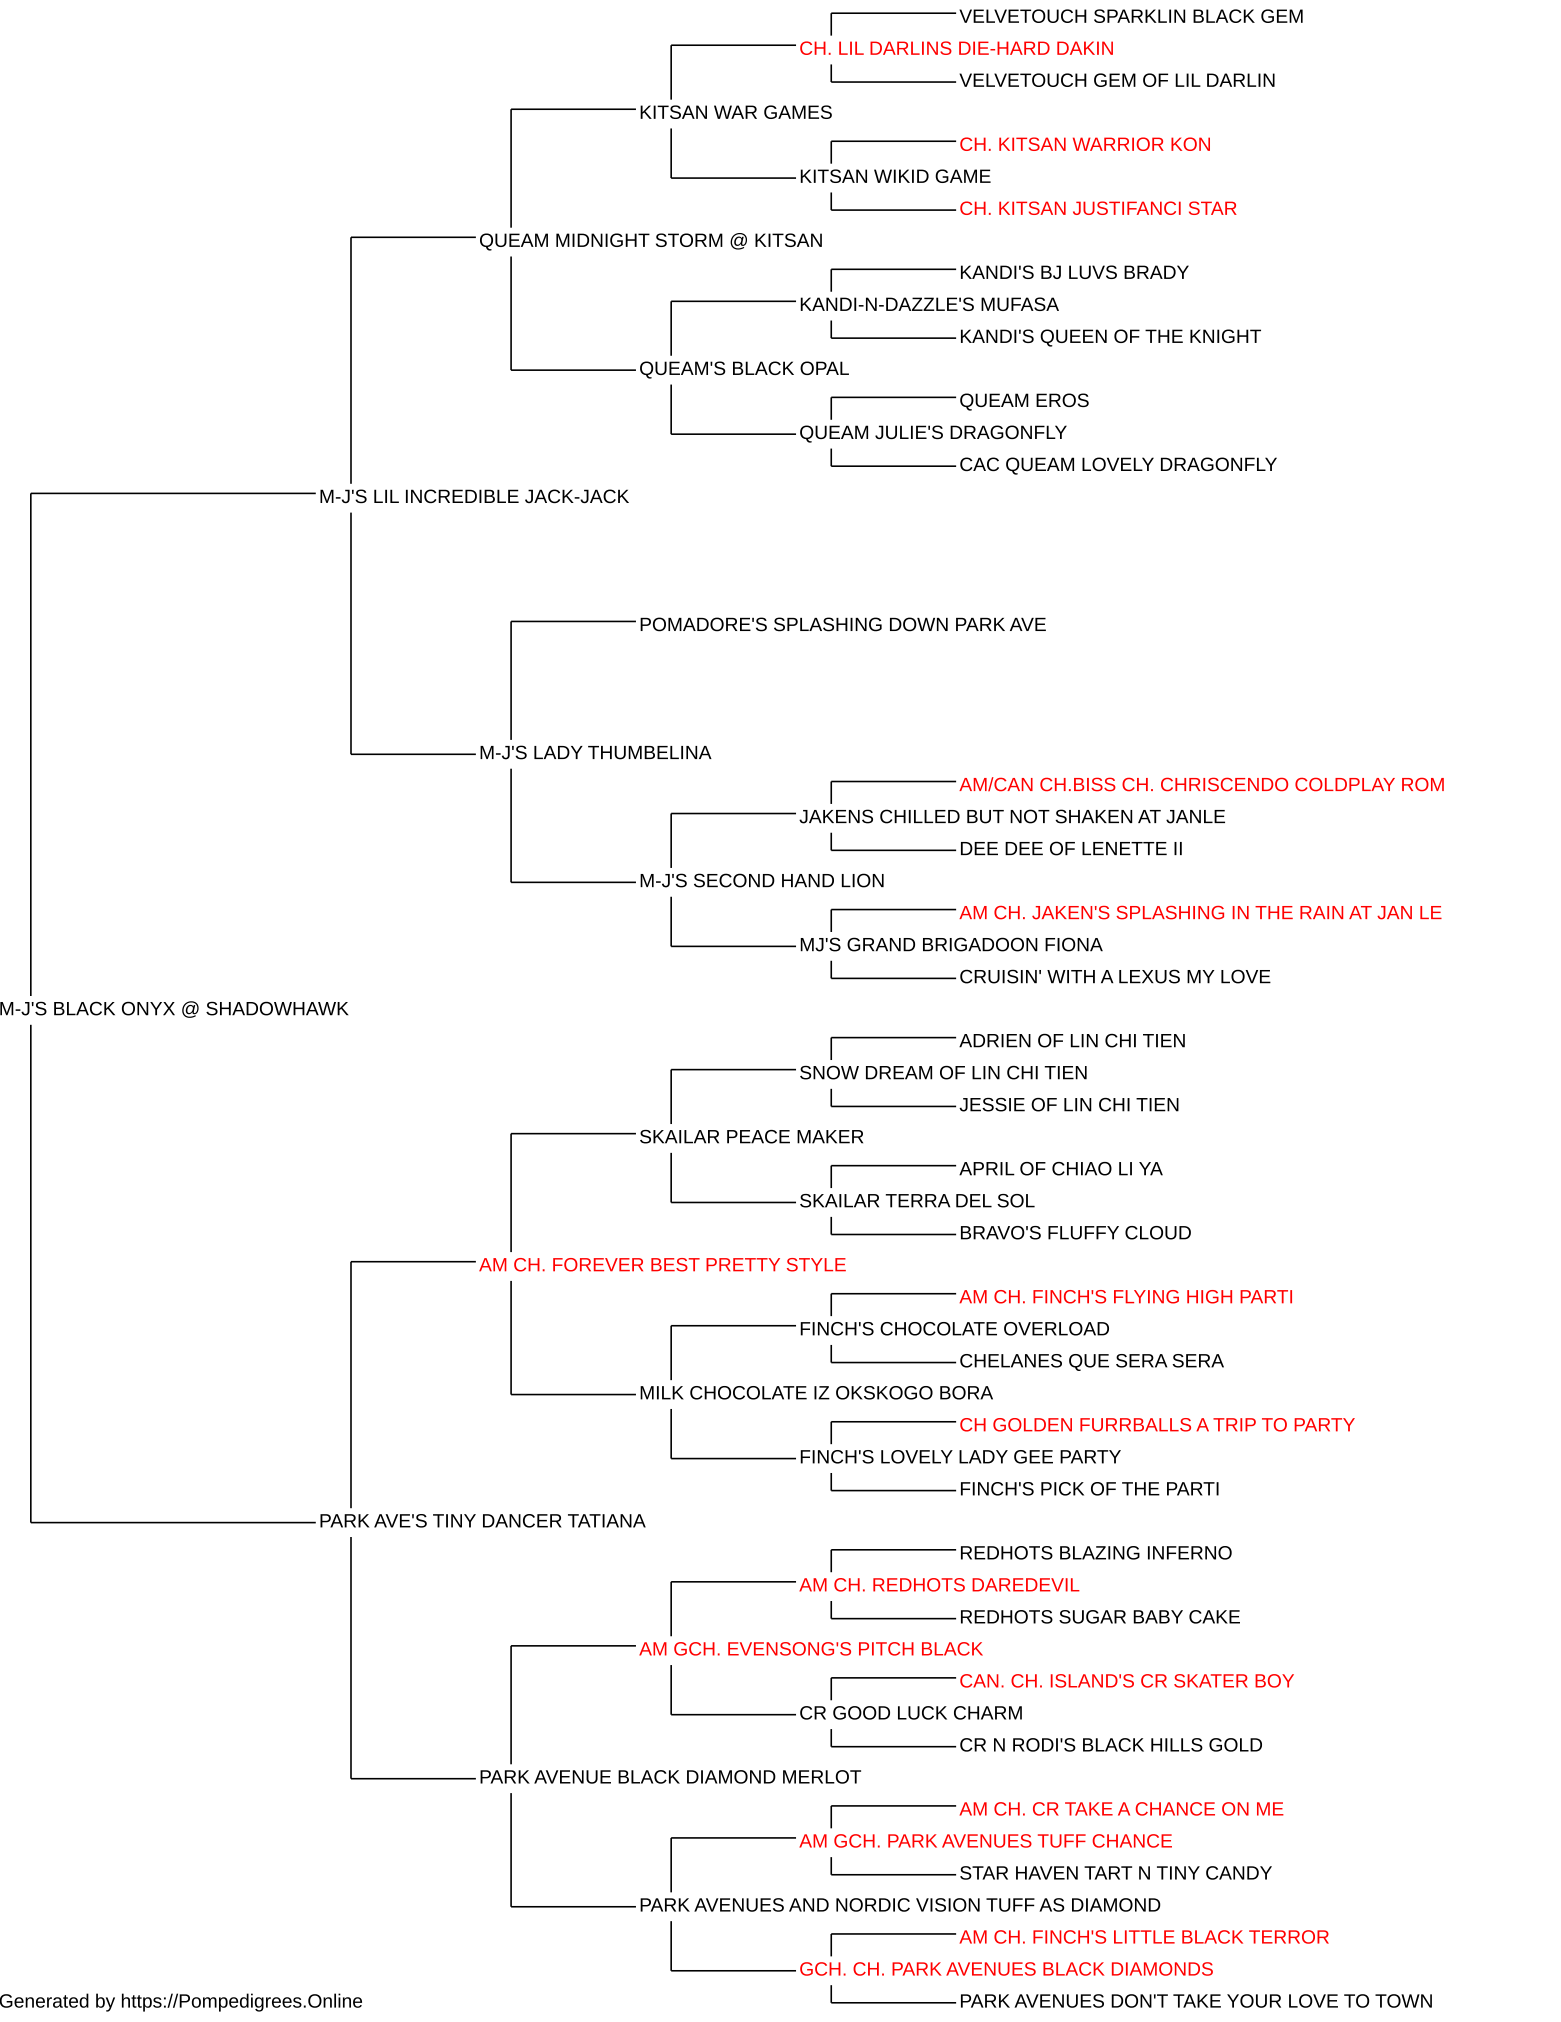 VELVETOUCH SPARKLIN BLACK GEM
CH. LIL DARLINS DIE-HARD DAKIN
VELVETOUCH GEM OF LIL DARLIN
KITSAN WAR GAMES
CH. KITSAN WARRIOR KON
KITSAN WIKID GAME
CH. KITSAN JUSTIFANCI STAR
QUEAM MIDNIGHT STORM @ KITSAN
KANDI'S BJ LUVS BRADY
KANDI-N-DAZZLE'S MUFASA
KANDI'S QUEEN OF THE KNIGHT
QUEAM'S BLACK OPAL
QUEAM EROS
QUEAM JULIE'S DRAGONFLY
CAC QUEAM LOVELY DRAGONFLY
M-J'S LIL INCREDIBLE JACK-JACK
POMADORE'S SPLASHING DOWN PARK AVE
M-J'S LADY THUMBELINA
AM/CAN CH.BISS CH. CHRISCENDO COLDPLAY ROM
JAKENS CHILLED BUT NOT SHAKEN AT JANLE
DEE DEE OF LENETTE II
M-J'S SECOND HAND LION
AM CH. JAKEN'S SPLASHING IN THE RAIN AT JAN LE
MJ'S GRAND BRIGADOON FIONA
CRUISIN' WITH A LEXUS MY LOVE
M-J'S BLACK ONYX @ SHADOWHAWK
ADRIEN OF LIN CHI TIEN
SNOW DREAM OF LIN CHI TIEN
JESSIE OF LIN CHI TIEN
SKAILAR PEACE MAKER
APRIL OF CHIAO LI YA
SKAILAR TERRA DEL SOL
BRAVO'S FLUFFY CLOUD
AM CH. FOREVER BEST PRETTY STYLE
AM CH. FINCH'S FLYING HIGH PARTI
FINCH'S CHOCOLATE OVERLOAD
CHELANES QUE SERA SERA
MILK CHOCOLATE IZ OKSKOGO BORA
CH GOLDEN FURRBALLS A TRIP TO PARTY
FINCH'S LOVELY LADY GEE PARTY
FINCH'S PICK OF THE PARTI
PARK AVE'S TINY DANCER TATIANA
REDHOTS BLAZING INFERNO
AM CH. REDHOTS DAREDEVIL
REDHOTS SUGAR BABY CAKE
AM GCH. EVENSONG'S PITCH BLACK
CAN. CH. ISLAND'S CR SKATER BOY
CR GOOD LUCK CHARM
CR N RODI'S BLACK HILLS GOLD
PARK AVENUE BLACK DIAMOND MERLOT
AM CH. CR TAKE A CHANCE ON ME
AM GCH. PARK AVENUES TUFF CHANCE
STAR HAVEN TART N TINY CANDY
PARK AVENUES AND NORDIC VISION TUFF AS DIAMOND
AM CH. FINCH'S LITTLE BLACK TERROR
GCH. CH. PARK AVENUES BLACK DIAMONDS
PARK AVENUES DON'T TAKE YOUR LOVE TO TOWN
Generated by https://Pompedigrees.Online